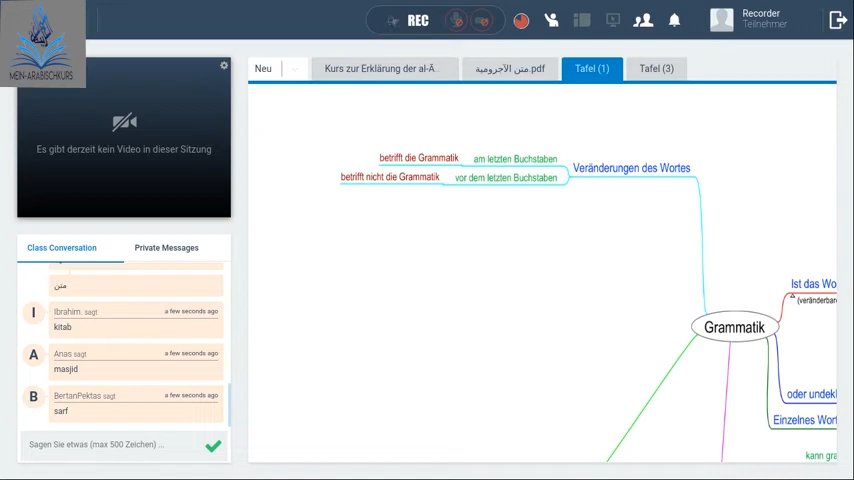 MEIN-ARABISCHKURS
REC
Recorder
Teilnehmer
Es gibt derzeit kein Video in dieser Sitzung
Class Conversation
Private Messages
متن
I
Ibrahim. sagt
a few seconds ago
kitab
A
Anas sagt
a few seconds ago
masjid
B
BertanPektas sagt
a few seconds ago
sarf
Sagen Sie etwas (max 500 Zeichen) ...
Neu
Kurs zur Erklärung der al-Ā...
متن الآجرومية.pdf
Tafel (1)
Tafel (3)
betrifft die Grammatik
am letzten Buchstaben
Veränderungen des Wortes
betrifft nicht die Grammatik
vor dem letzten Buchstaben
Ist das Wo
(veränderbar
Grammatik
oder undekl
Einzelnes Wort
kann gra